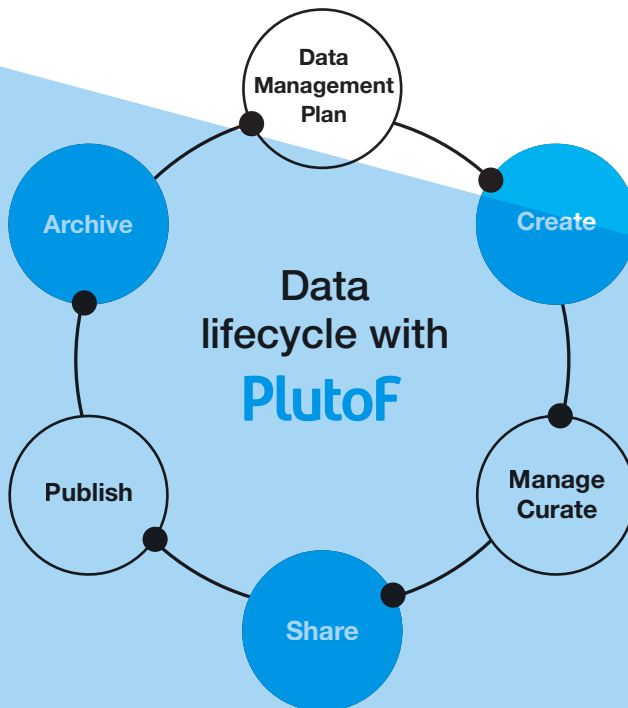 Data
Management
Plan
Archive
Create
Data
lifecycle with
PlutoF
Publish
Manage
Curate
Share